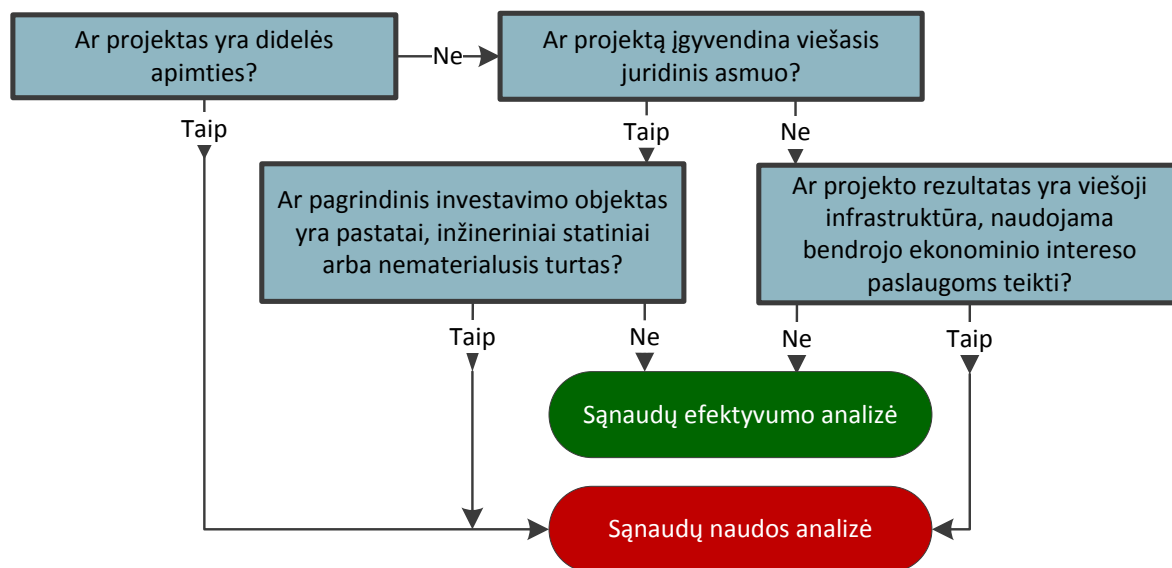 Ar projektas yra didelės
apimties?
Ne
Ar projektą įgyvendina viešasis
juridinis asmuo?
Taip
Taip
Ne
Ar pagrindinis investavimo objektas
yra pastatai, inžineriniai statiniai
arba nematerialusis turtas?
Ar projekto rezultatas yra viešoji
infrastruktūra, naudojama
bendrojo ekonominio intereso
paslaugoms teikti?
Taip
Ne
Ne
Taip
Sąnaudų efektyvumo analizė
Sąnaudų naudos analizė